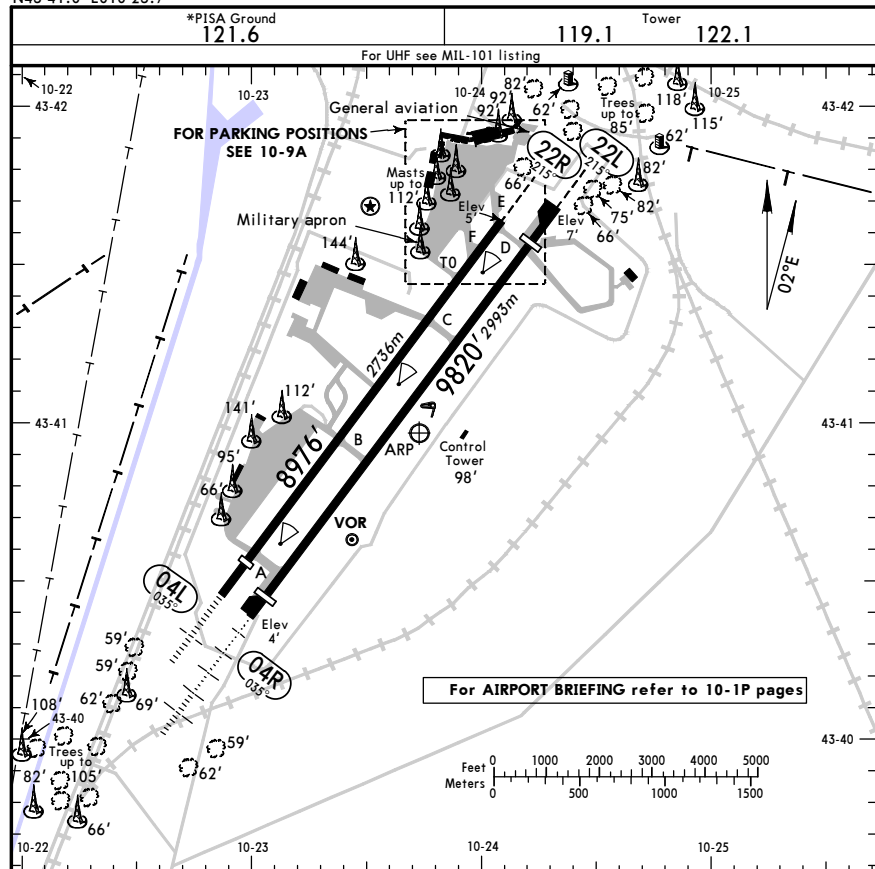 *PISA Ground
121.6
Tower
119.1 122.1
For UHF see MIL-101 listing
10-22
10-23
10-24
10-25
43-42
43-42
General aviation
FOR PARKING POSITIONS
SEE 10-9A
92'
92'
82'
62'
Trees
up to
85'
118'
115'
62'
82'
22R
215°
22L
215°
66'
75'
82'
66'
Masts
up to
112'
Elev
5'
Elev
7'
Military apron
144'
E
F
D
T0
C
02°E
2736m
8976'
9820'
2993m
43-41
43-41
112'
141'
95'
66'
B
ARP
Control
Tower
98'
VOR
A
04L
035°
Elev
4'
04R
035°
59'
59'
62'
69'
108'
43-40
43-40
Trees
up to
105'
82'
66'
59'
62'
For AIRPORT BRIEFING refer to 10-1P pages
Feet 0 1000 2000 3000 4000 5000
Meters 0 500 1000 1500
10-22
10-23
10-24
10-25